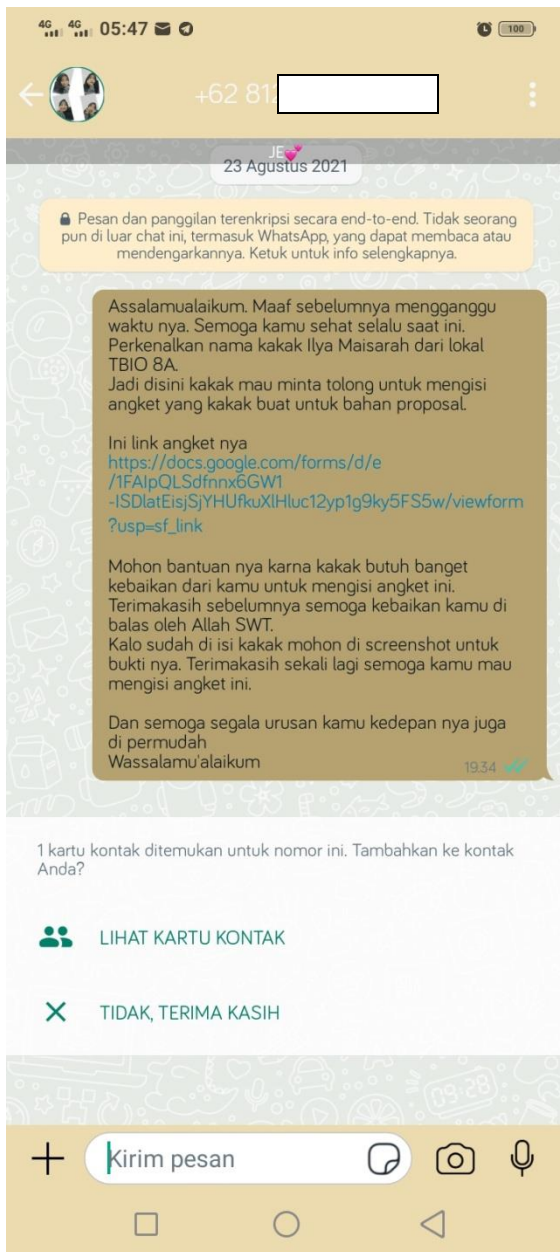 4G 4G 05:47 100
+62 812
JE💕
23 Agustus 2021
Pesan dan panggilan terenkripsi secara end-to-end. Tidak seorang
pun di luar chat ini, termasuk WhatsApp, yang dapat membaca atau
mendengarkannya. Ketuk untuk info selengkapnya.
Assalamualaikum. Maaf sebelumnya mengganggu
waktu nya. Semoga kamu sehat selalu saat ini.
Perkenalkan nama kakak Ilya Maisarah dari lokal
TBIO 8A.
Jadi disini kakak mau minta tolong untuk mengisi
angket yang kakak buat untuk bahan proposal.
Ini link angket nya
https://docs.google.com/forms/d/e
/1FAIpQLSdfnnx6GW1
-ISDlatEisjSjYHUfkuXlHluc12yp1g9ky5FS5w/viewform
?usp=sf_link
Mohon bantuan nya karna kakak butuh banget
kebaikan dari kamu untuk mengisi angket ini.
Terimakasih sebelumnya semoga kebaikan kamu di
balas oleh Allah SWT.
Kalo sudah di isi kakak mohon di screenshot untuk
bukti nya. Terimakasih sekali lagi semoga kamu mau
mengisi angket ini.
Dan semoga segala urusan kamu kedepan nya juga
di permudah
Wassalamu'alaikum
19.34
1 kartu kontak ditemukan untuk nomor ini. Tambahkan ke kontak
Anda?
LIHAT KARTU KONTAK
TIDAK, TERIMA KASIH
Kirim pesan